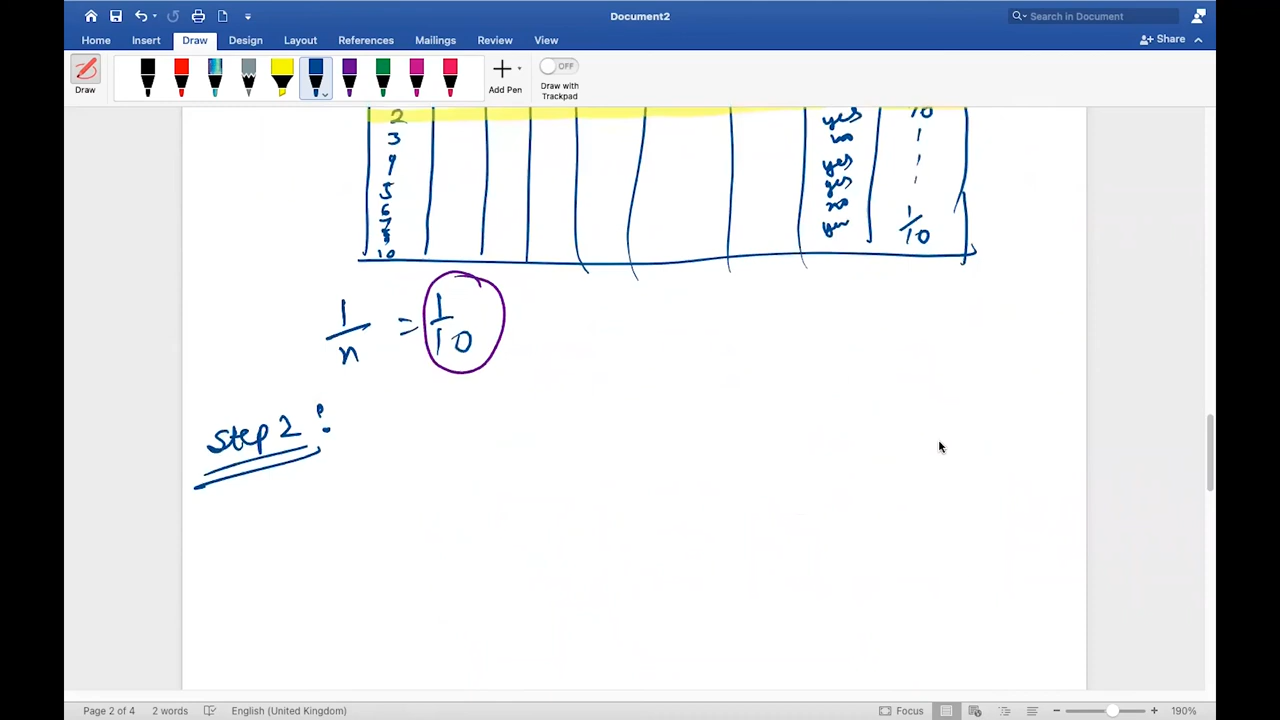 Document2
Search in Document
Home Insert Draw Design Layout References Mailings Review View
Share
Draw
OFF
Draw with Trackpad
Add Pen
2 yes 10
3 no 1
4 yes 1
5 yes 1
6 no
7 yes 1/10
8
10
1/n = 1/10
Step 2 :
Page 2 of 4 2 words English (United Kingdom) Focus 190%